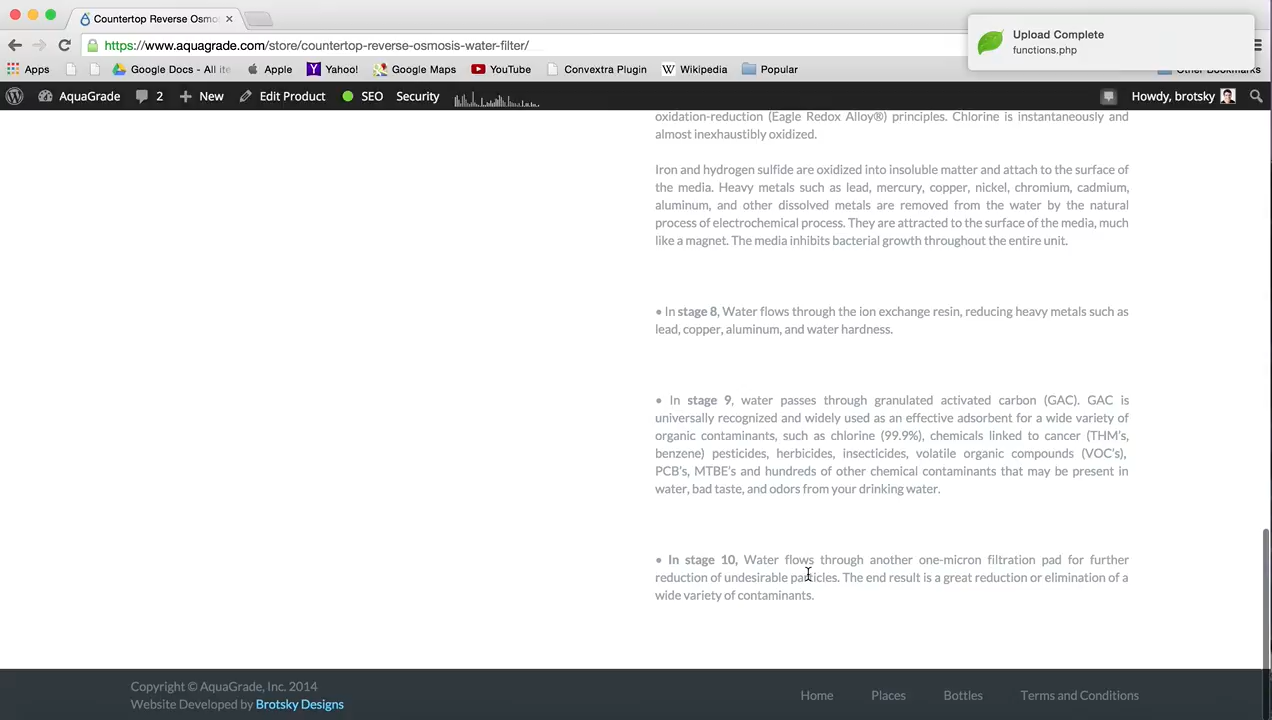 Countertop Reverse Osmo
Upload Complete
functions.php
https://www.aquagrade.com/store/countertop-reverse-osmosis-water-filter/
Apps
Google Docs - All ite
Apple
Yahoo!
Google Maps
YouTube
Convextra Plugin
Wikipedia
Popular
Other Bookmarks
AquaGrade
2
New
Edit Product
SEO
Security
Howdy, brotsky
oxidation-reduction (Eagle Redox Alloy®) principles. Chlorine is instantaneously and
almost inexhaustibly oxidized.
Iron and hydrogen sulfide are oxidized into insoluble matter and attach to the surface of
the media. Heavy metals such as lead, mercury, copper, nickel, chromium, cadmium,
aluminum, and other dissolved metals are removed from the water by the natural
process of electrochemical process. They are attracted to the surface of the media, much
like a magnet. The media inhibits bacterial growth throughout the entire unit.
• In stage 8, Water flows through the ion exchange resin, reducing heavy metals such as
lead, copper, aluminum, and water hardness.
• In stage 9, water passes through granulated activated carbon (GAC). GAC is
universally recognized and widely used as an effective adsorbent for a wide variety of
organic contaminants, such as chlorine (99.9%), chemicals linked to cancer (THM's,
benzene) pesticides, herbicides, insecticides, volatile organic compounds (VOC's),
PCB's, MTBE's and hundreds of other chemical contaminants that may be present in
water, bad taste, and odors from your drinking water.
• In stage 10, Water flows through another one-micron filtration pad for further
reduction of undesirable particles. The end result is a great reduction or elimination of a
wide variety of contaminants.
Copyright © AquaGrade, Inc. 2014
Website Developed by Brotsky Designs
Home
Places
Bottles
Terms and Conditions